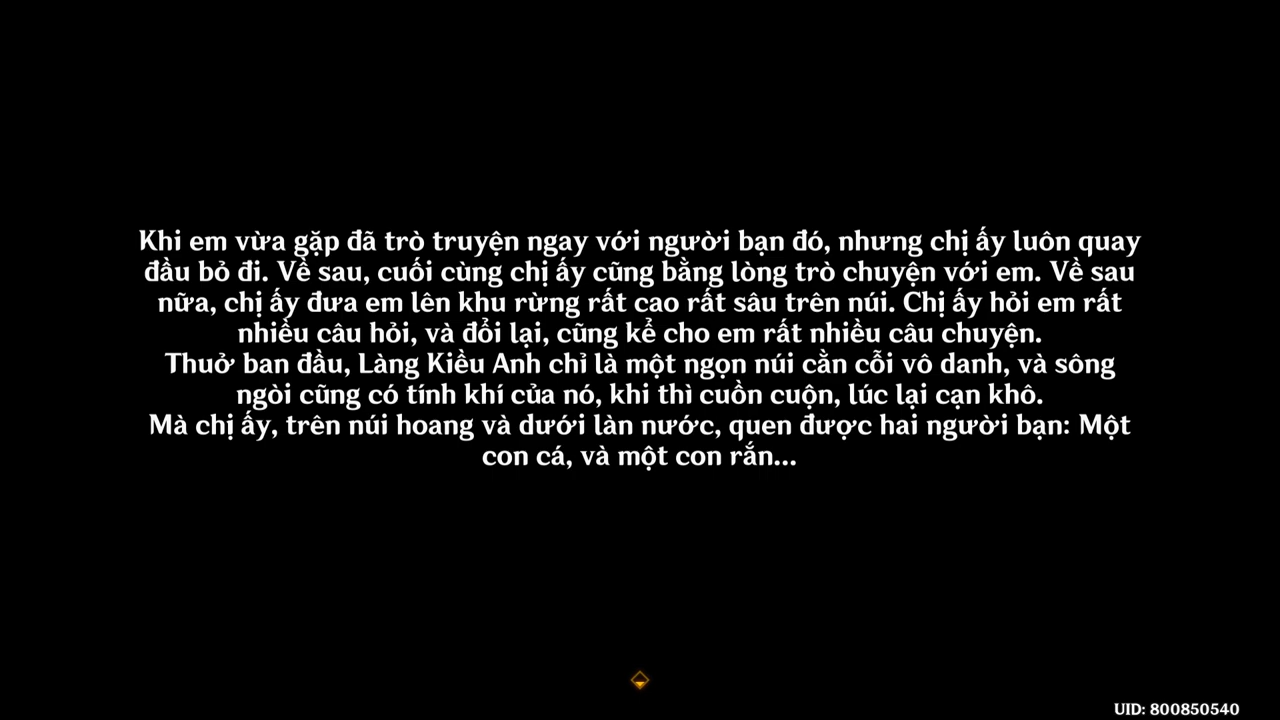 Khi em vừa gặp đã trò truyện ngay với người bạn đó, nhưng chị ấy luôn quay
đầu bỏ đi. Về sau, cuối cùng chị ấy cũng bằng lòng trò chuyện với em. Về sau
nữa, chị ấy đưa em lên khu rừng rất cao rất sâu trên núi. Chị ấy hỏi em rất
nhiều câu hỏi, và đổi lại, cũng kể cho em rất nhiều câu chuyện.
Thuở ban đầu, Làng Kiều Anh chỉ là một ngọn núi cằn cỗi vô danh, và sông
ngòi cũng có tính khí của nó, khi thì cuồn cuộn, lúc lại cạn khô.
Mà chị ấy, trên núi hoang và dưới làn nước, quen được hai người bạn: Một
con cá, và một con rắn...
UID: 800850540